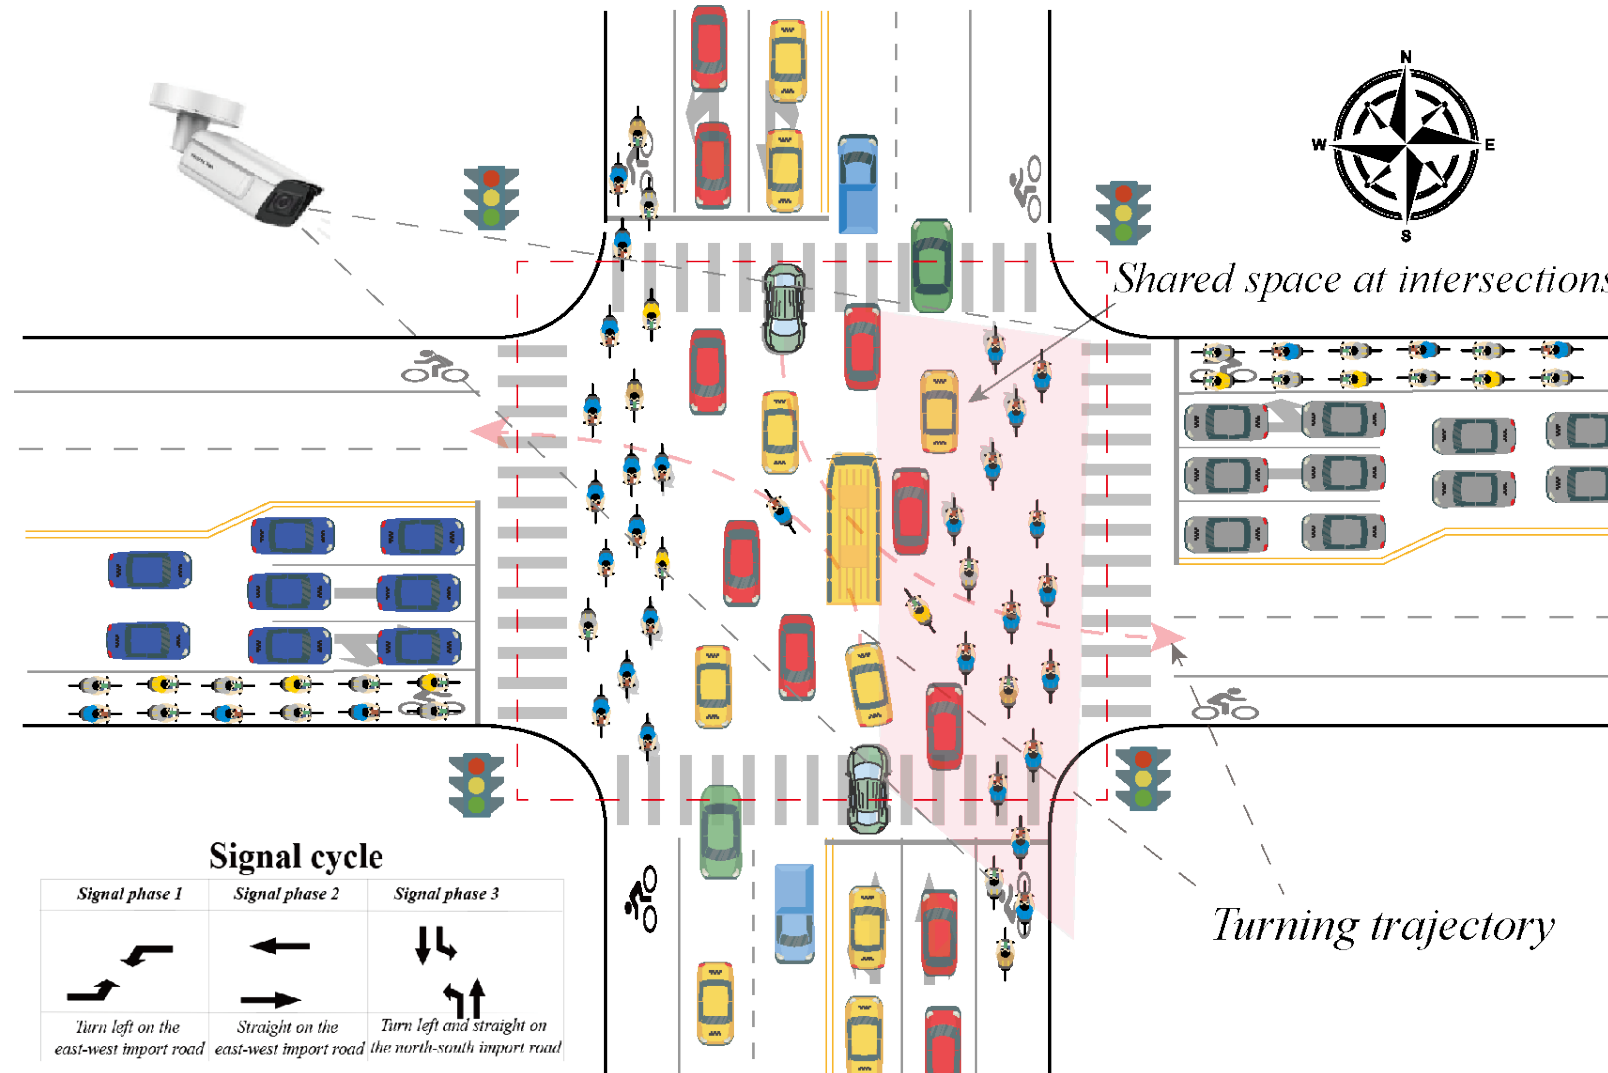 N
W
E
S
Shared space at intersections
Turning trajectory
Signal cycle
Signal phase 1
Signal phase 2
Signal phase 3
Turn left on the
east-west import road
Straight on the
east-west import road
Turn left and straight on
the north-south import road